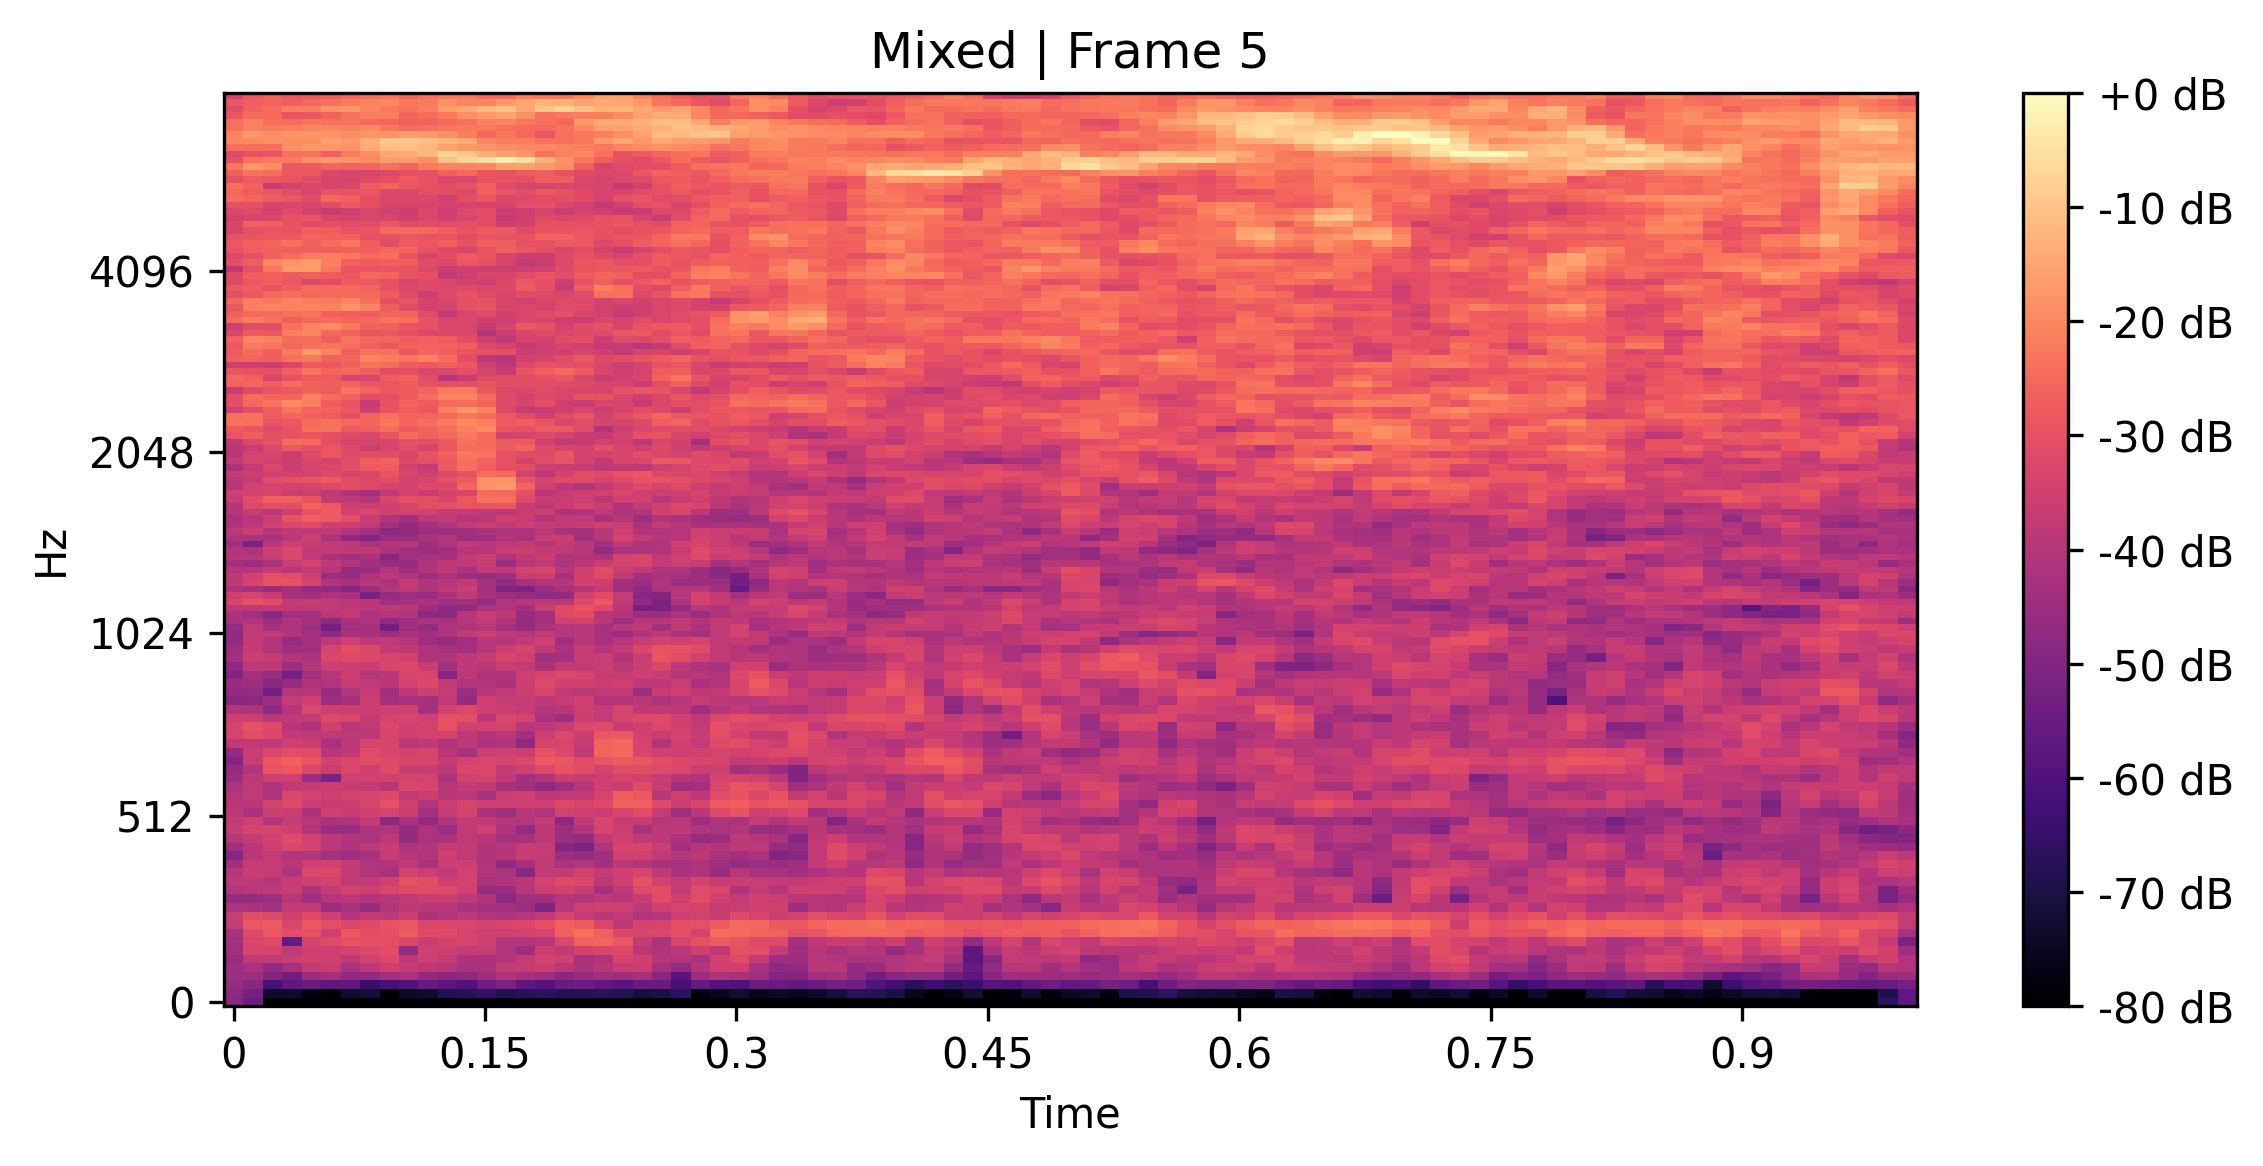 Mixed | Frame 5
+0 dB
-10 dB
-20 dB
-30 dB
-40 dB
-50 dB
-60 dB
-70 dB
-80 dB
Hz
4096
2048
1024
512
0
0 0.15 0.3 0.45 0.6 0.75 0.9
Time